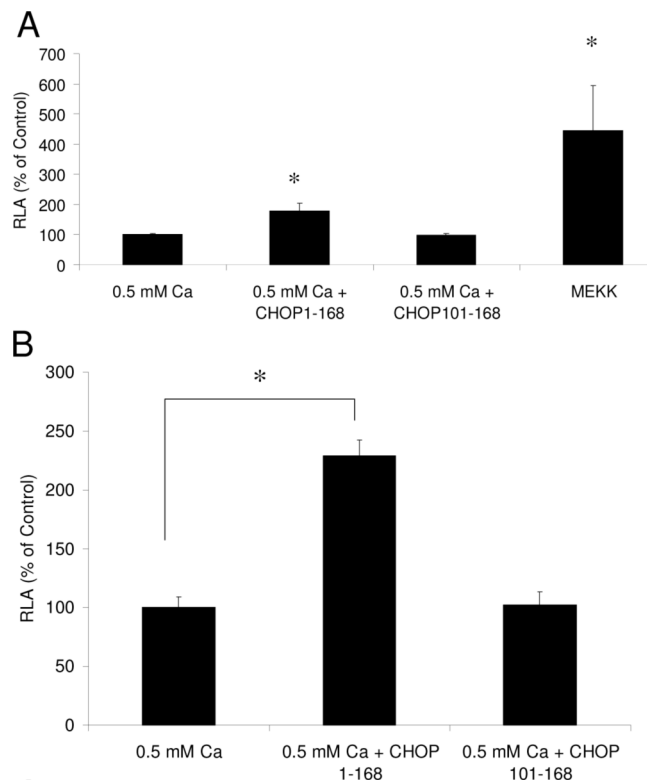 A
700
600
500
400
300
200
100
0
RLA (% of Control)
*
*
0.5 mM Ca
0.5 mM Ca +
CHOP1-168
0.5 mM Ca +
CHOP101-168
MEKK
B
300
250
200
150
100
50
0
RLA (% of Control)
*
0.5 mM Ca
0.5 mM Ca + CHOP
1-168
0.5 mM Ca + CHOP
101-168